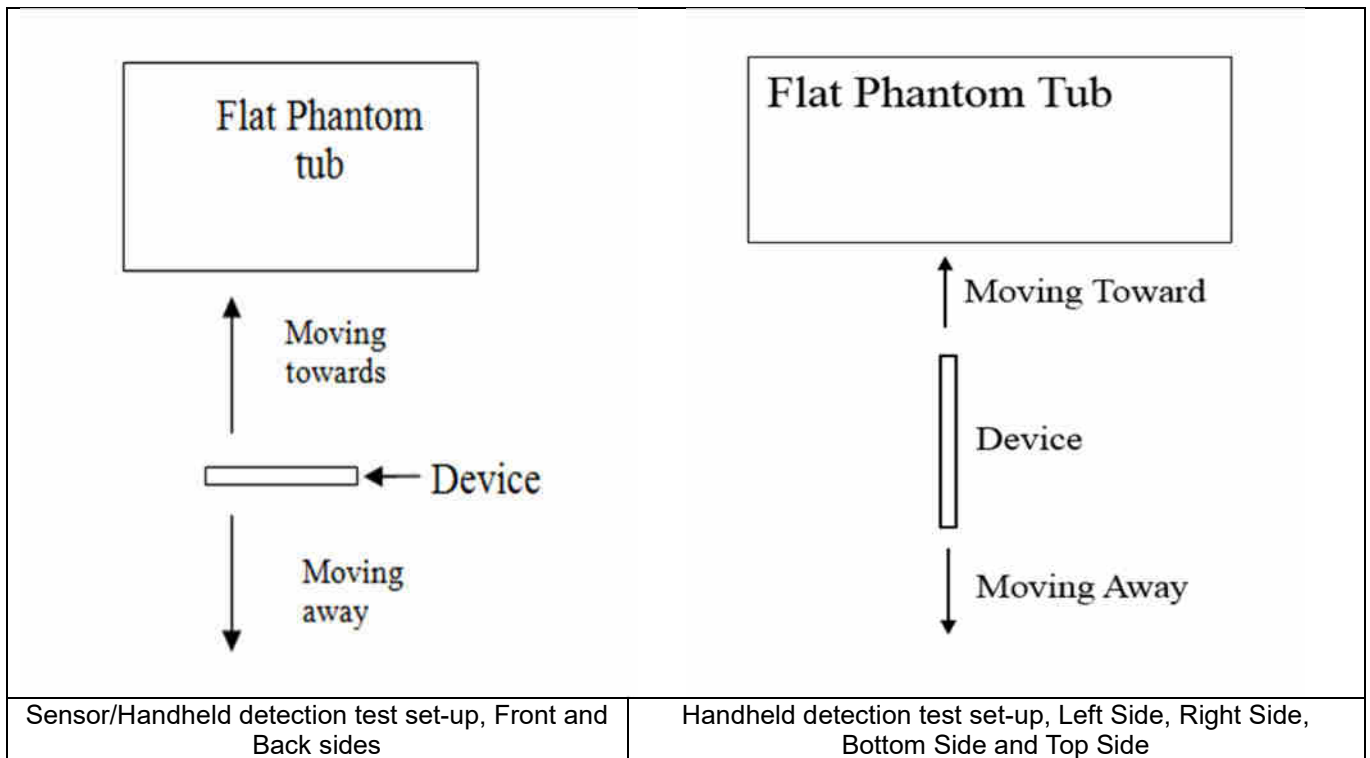 Flat Phantom
tub
Moving
towards
Device
Moving
away
Flat Phantom Tub
Moving Toward
Device
Moving Away
Sensor/Handheld detection test set-up, Front and
Back sides
Handheld detection test set-up, Left Side, Right Side,
Bottom Side and Top Side